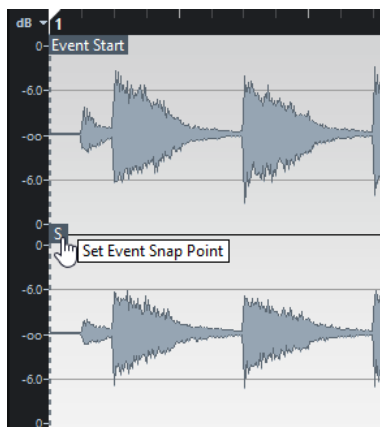 dB 1
0- Event Start
-6.0-
-oo-
-6.0-
0-
S
0-
Set Event Snap Point
-6.0-
-oo-
-6.0-
0-